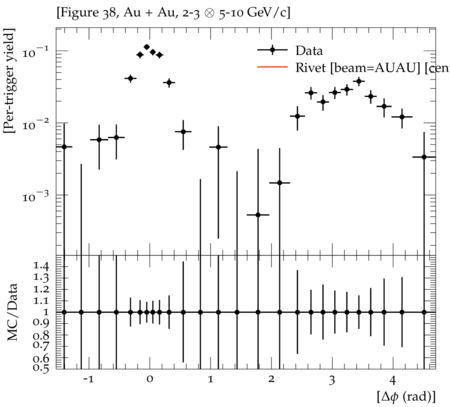 [Figure 38, Au + Au, 2-3 ⊗ 5-10 GeV/c]
[Per-trigger yield]
10⁻¹
10⁻²
10⁻³
Data
Rivet [beam=AUAU] [cen
MC/Data
1.4
1.3
1.2
1.1
1
0.9
0.8
0.7
0.6
0.5
-1 0 1 2 3 4
[Δϕ (rad)]